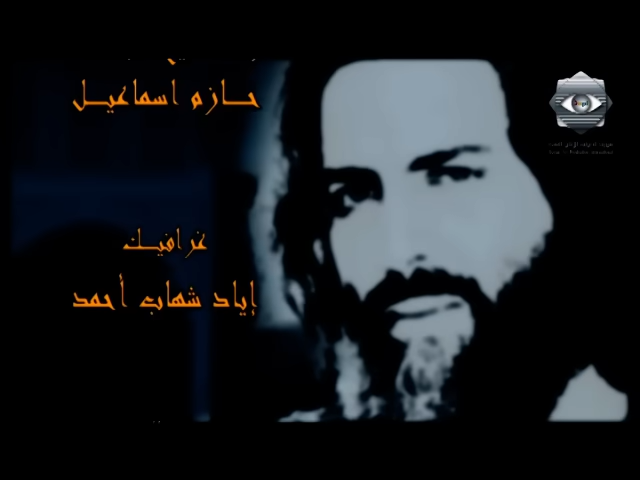 حازم اسماعيل
غرافيك
إياد شهاب أحمد